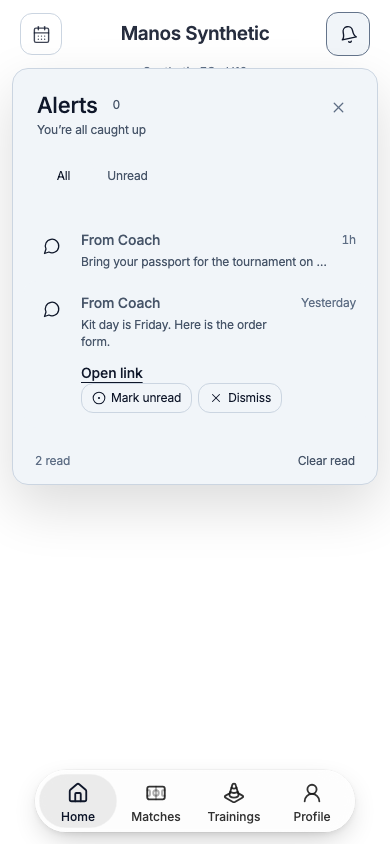 Manos Synthetic
Alerts 0
You’re all caught up
All Unread
From Coach 1h
Bring your passport for the tournament on ...
From Coach Yesterday
Kit day is Friday. Here is the order
form.
Open link
Mark unread Dismiss
2 read Clear read
Home Matches Trainings Profile